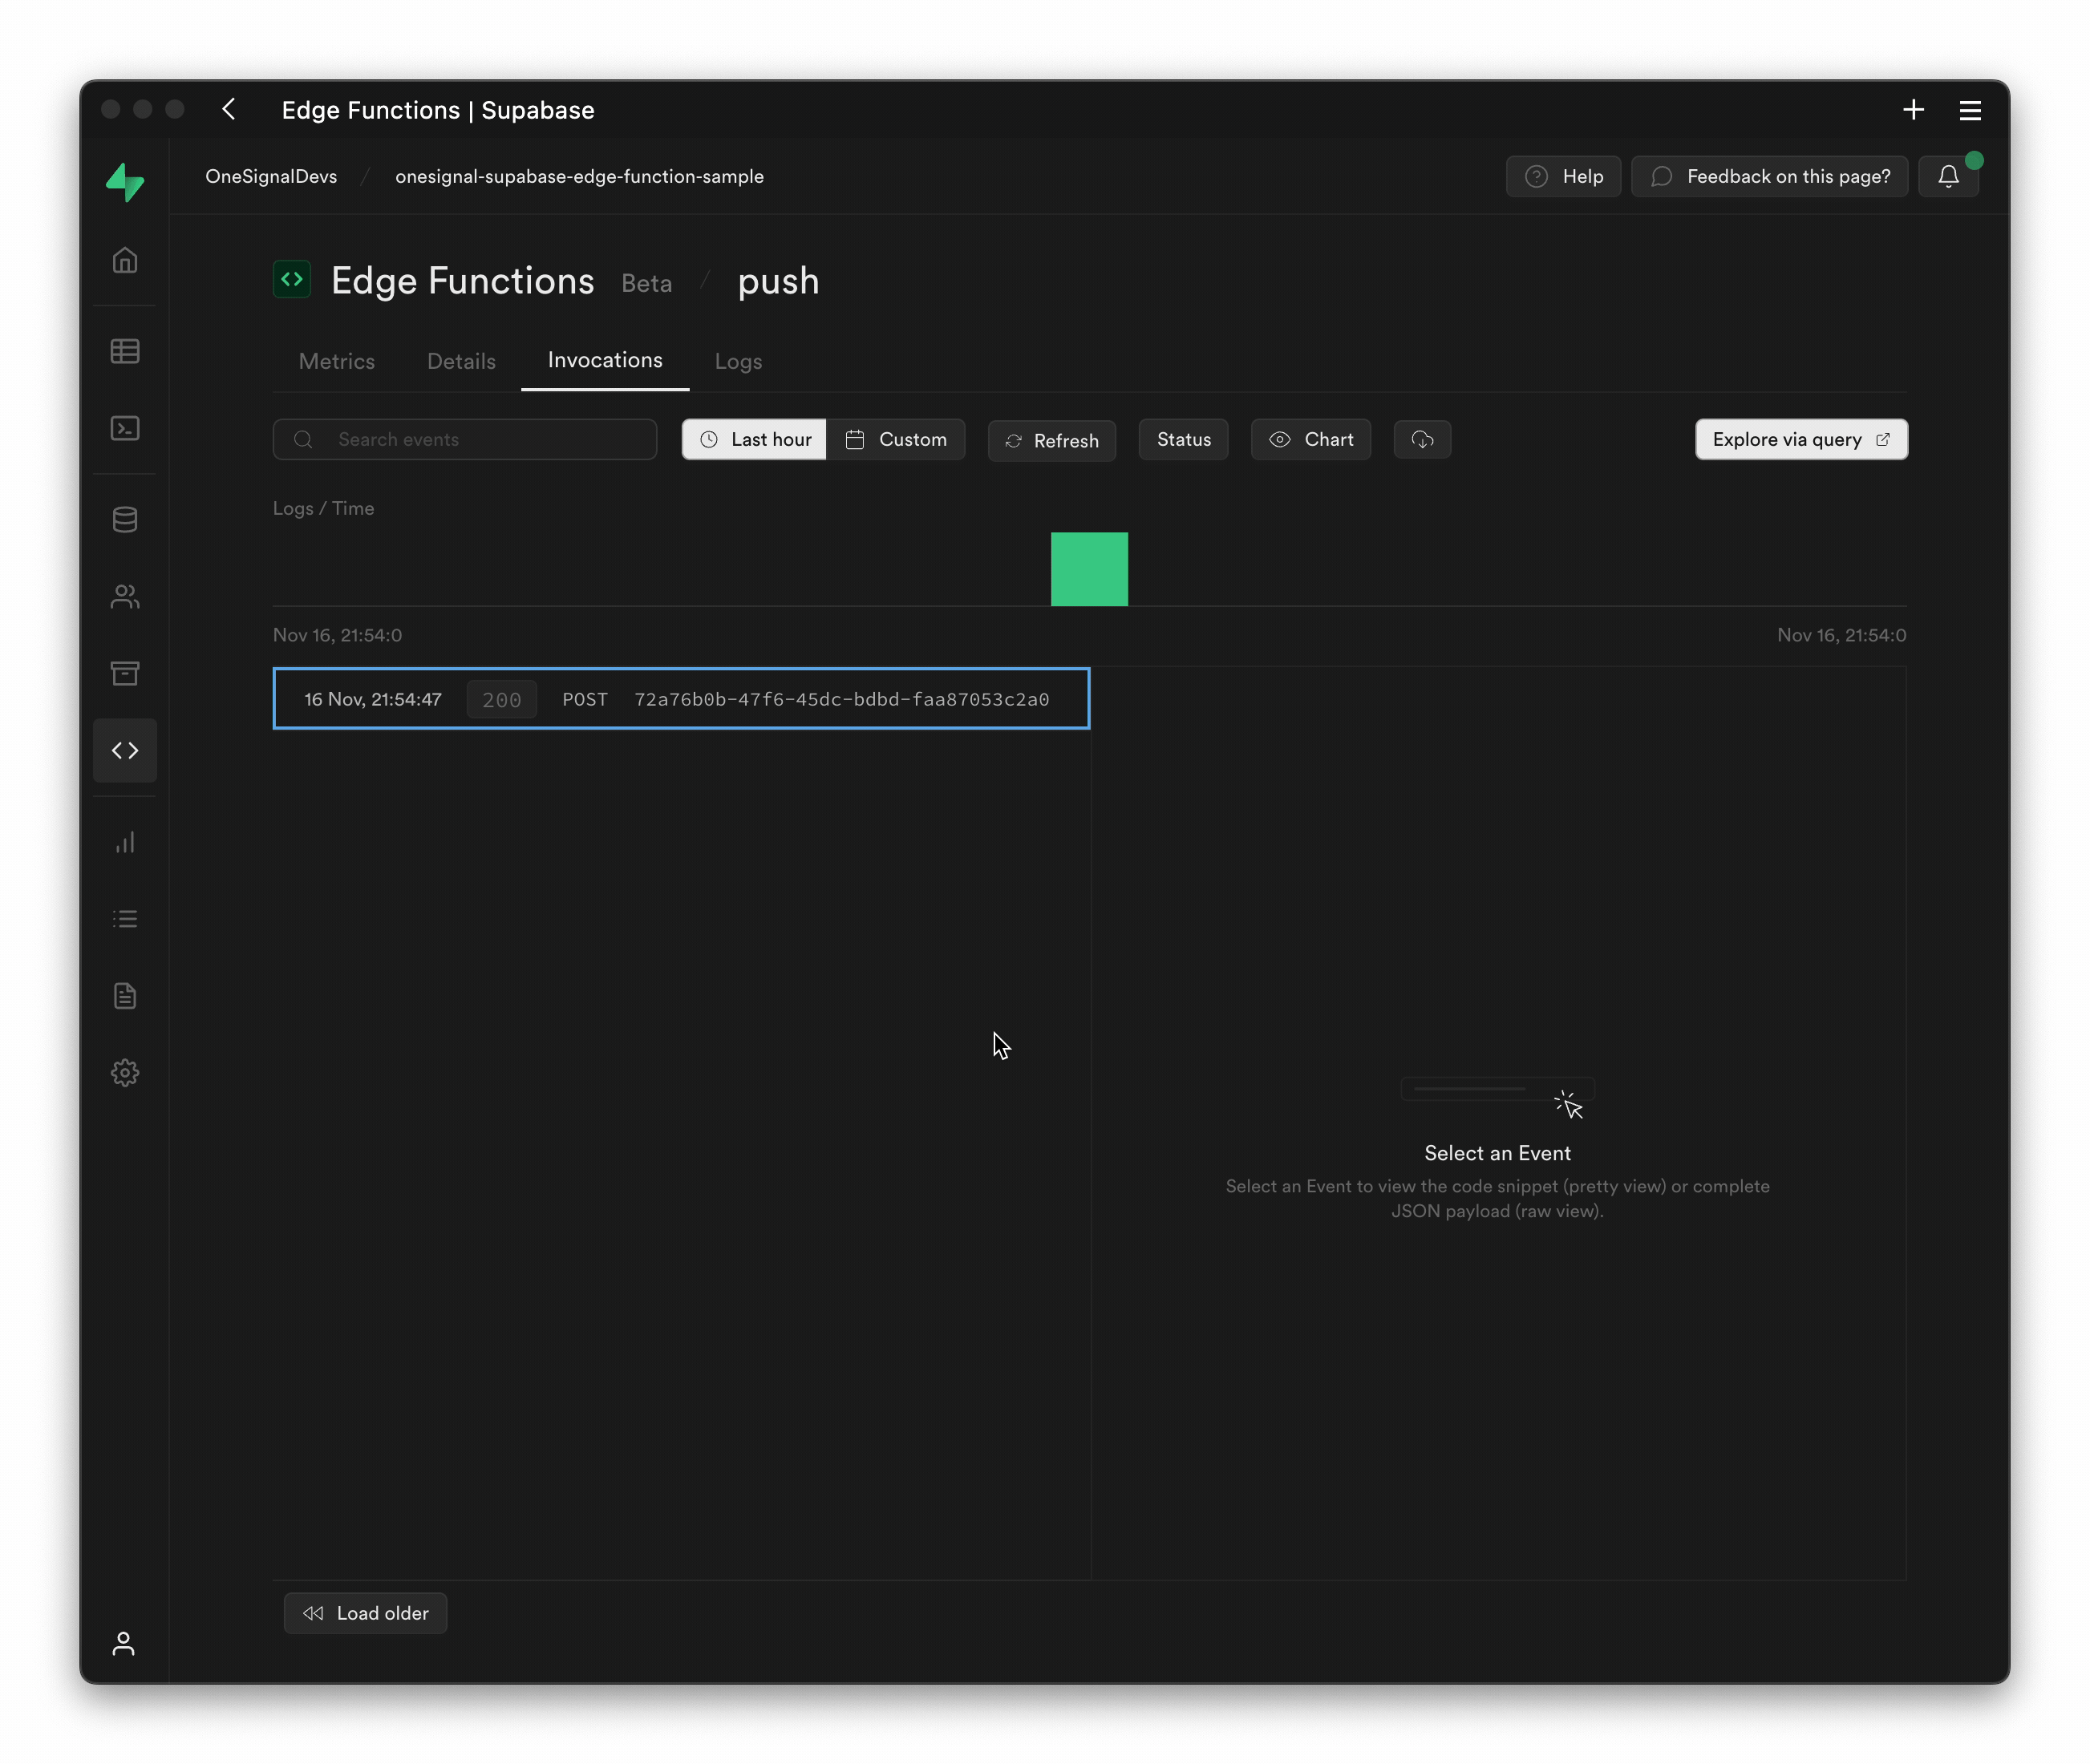 Edge Functions | Supabase
OneSignalDevs / onesignal-supabase-edge-function-sample
Help
Feedback on this page?
Edge Functions Beta / push
Metrics Details Invocations Logs
Search events
Last hour
Custom
Refresh
Status
Chart
Explore via query
Logs / Time
Nov 16, 21:54:0
Nov 16, 21:54:0
16 Nov, 21:54:47 200 POST 72a76b0b-47f6-45dc-bdbd-faa87053c2a0
Select an Event
Select an Event to view the code snippet (pretty view) or complete
JSON payload (raw view).
Load older